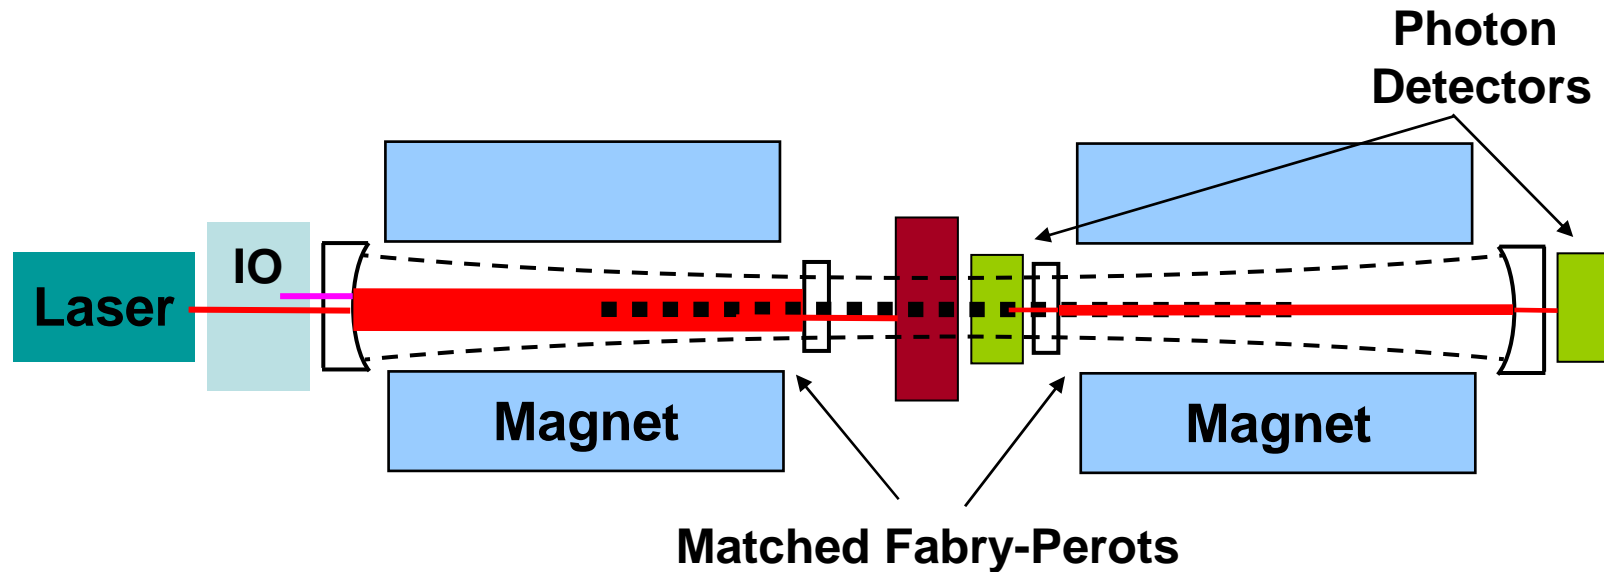 Photon
Detectors
IO
Laser
Magnet
Magnet
Matched Fabry-Perots